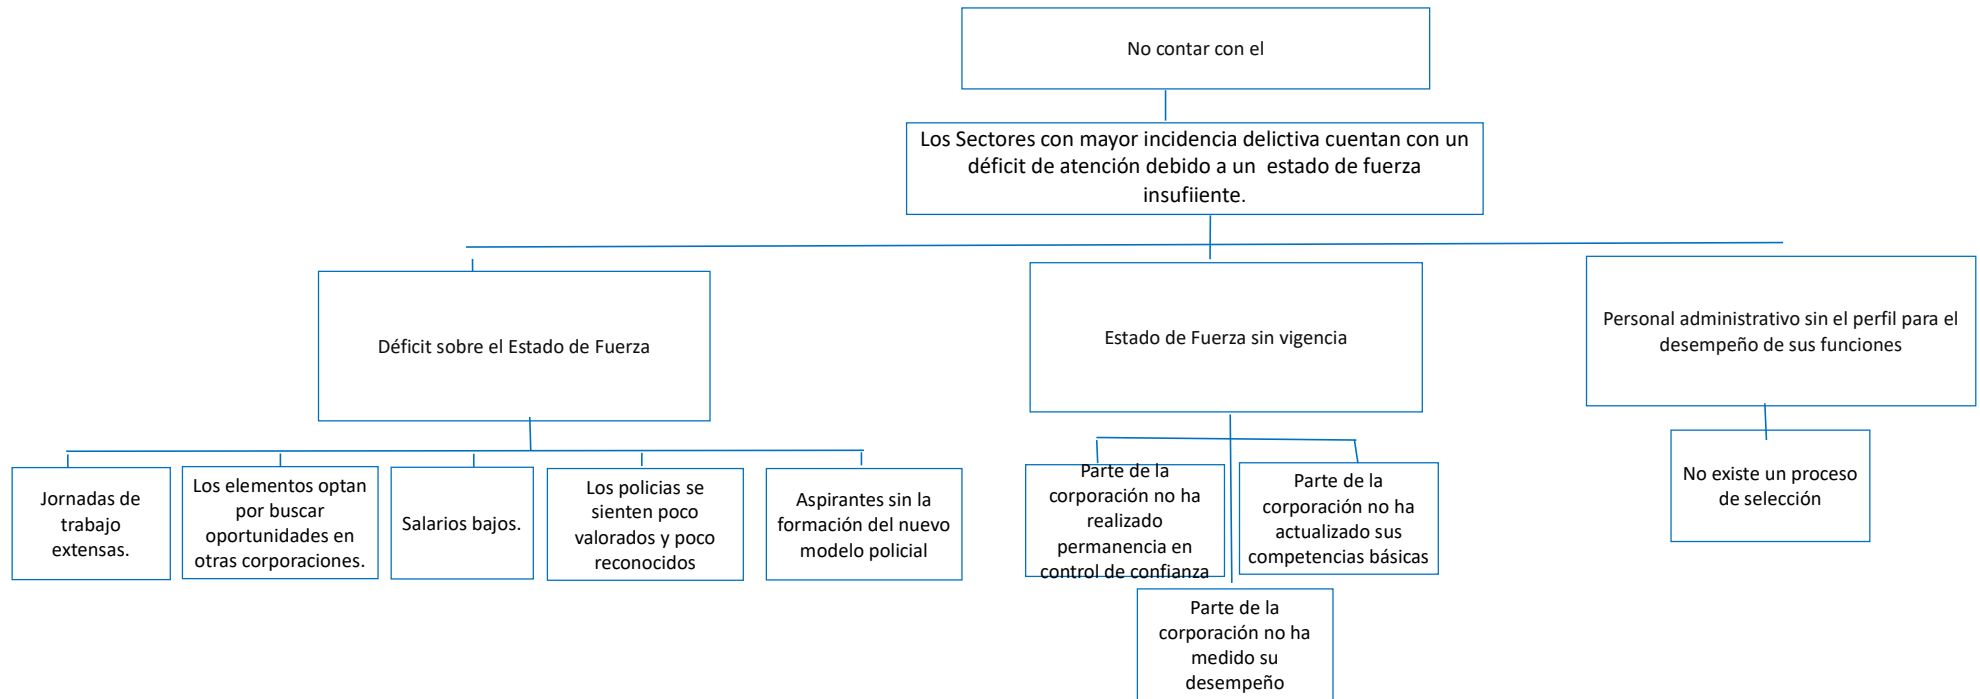 No contar con el
Los Sectores con mayor incidencia delictiva cuentan con un
déficit de atención debido a un estado de fuerza
insufiiente.
Déficit sobre el Estado de Fuerza
Estado de Fuerza sin vigencia
Personal administrativo sin el perfil para el
desempeño de sus funciones
Jornadas de
trabajo
extensas.
Los elementos optan
por buscar
oportunidades en
otras corporaciones.
Salarios bajos.
Los policias se
sienten poco
valorados y poco
reconocidos
Aspirantes sin la
formación del nuevo
modelo policial
Parte de la
corporación no ha
realizado
permanencia en
control de confianza
Parte de la
corporación no ha
actualizado sus
competencias básicas
No existe un proceso
de selección
Parte de la
corporación no ha
medido su
desempeño